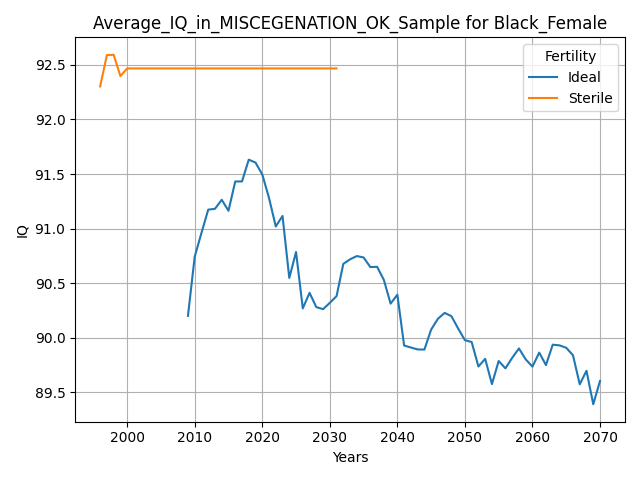 Average_IQ_in_MISCEGENATION_OK_Sample for Black_Female
Fertility
Ideal
Sterile
IQ
92.5
92.0
91.5
91.0
90.5
90.0
89.5
2000 2010 2020 2030 2040 2050 2060 2070
Years